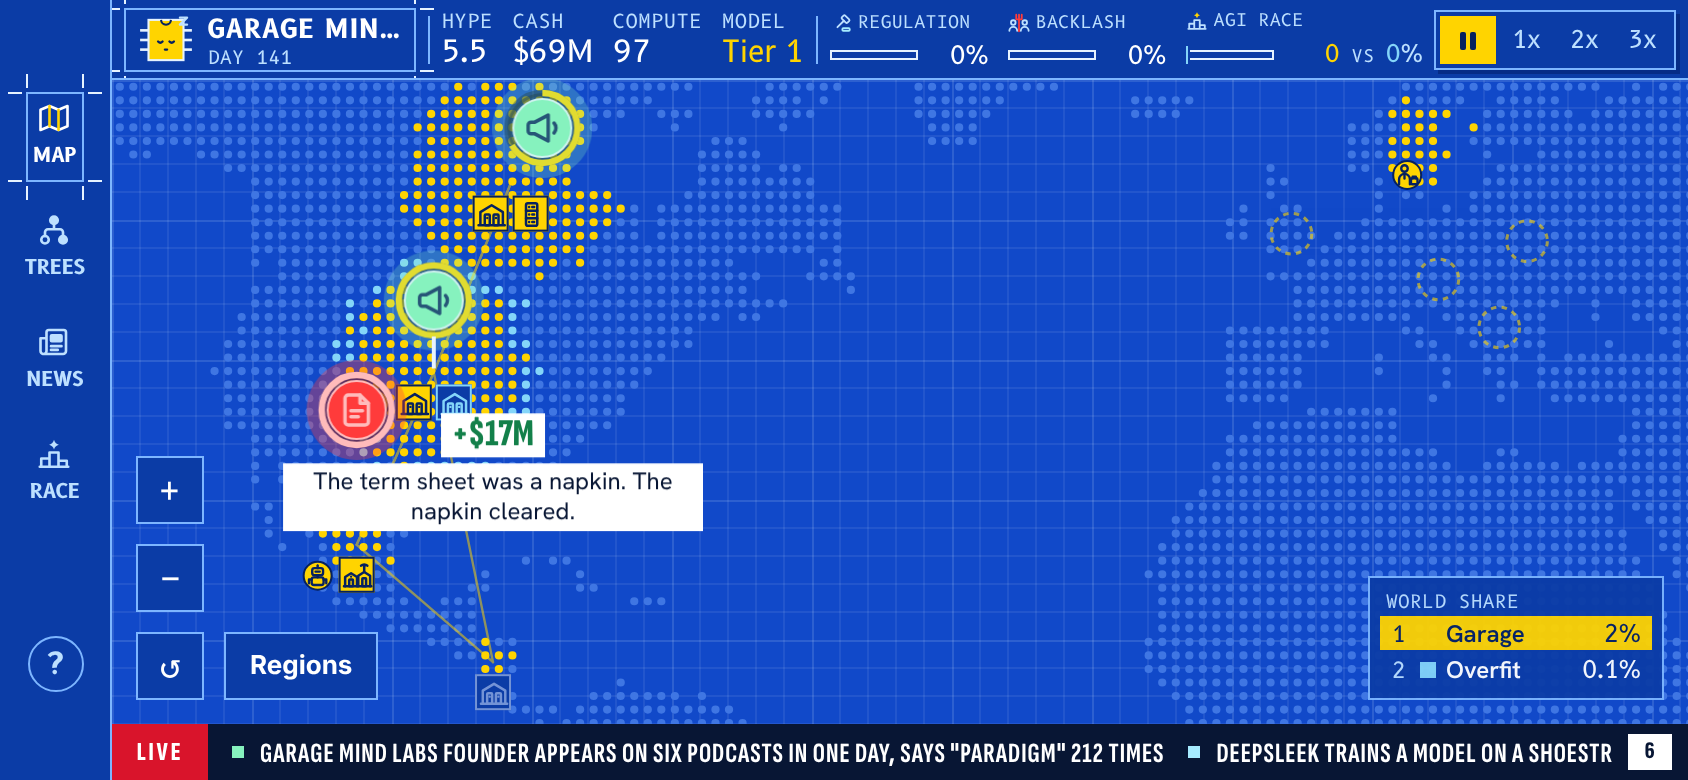 GARAGE MIN...
DAY 141
HYPE
5.5
CASH
$69M
COMPUTE
97
MODEL
Tier 1
REGULATION
0%
BACKLASH
0%
AGI RACE
0 VS 0%
1x 2x 3x
MAP
TREES
NEWS
RACE
?
+$17M
The term sheet was a napkin. The
napkin cleared.
+
−
↺
Regions
WORLD SHARE
1 Garage 2%
2 Overfit 0.1%
LIVE
GARAGE MIND LABS FOUNDER APPEARS ON SIX PODCASTS IN ONE DAY, SAYS "PARADIGM" 212 TIMES
DEEPSLEEK TRAINS A MODEL ON A SHOESTR
6